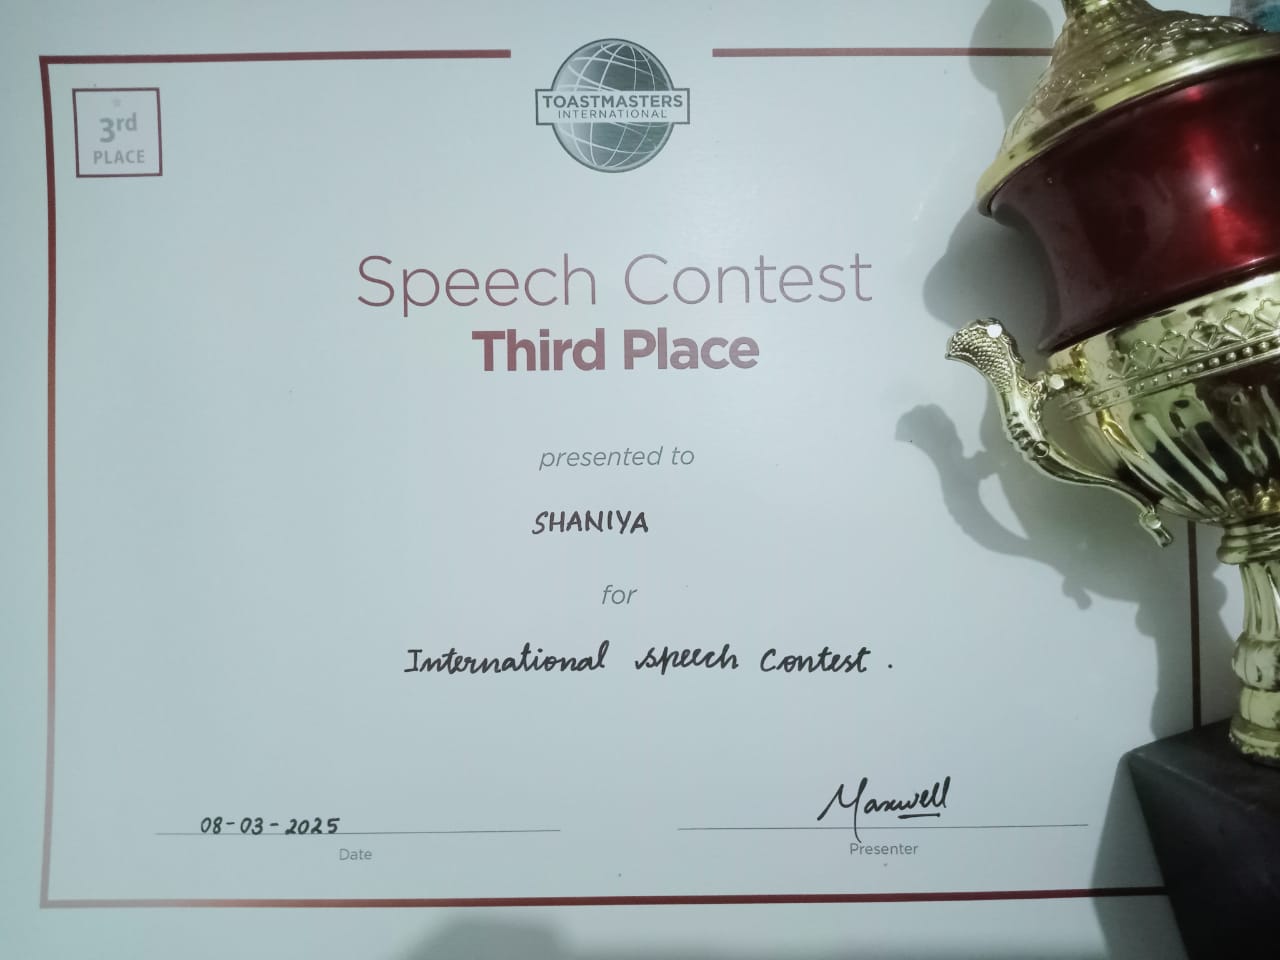 TOASTMASTERS
INTERNATIONAL
3rd
PLACE
Speech Contest
Third Place
presented to
SHANIYA
for
International speech Contest .
08-03-2025
Date
Maxwell
Presenter